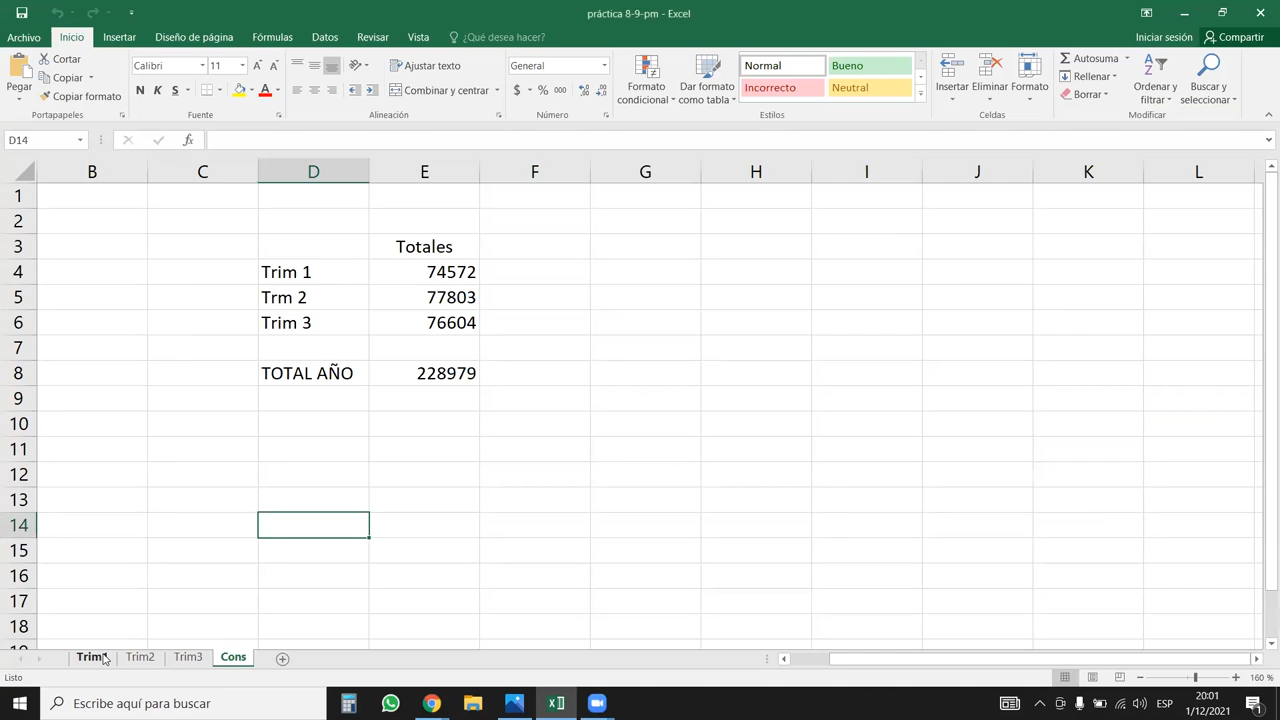 práctica 8-9-pm - Excel
Archivo Inicio Insertar Diseño de página Fórmulas Datos Revisar Vista ¿Qué desea hacer? Iniciar sesión Compartir
Pegar
Cortar
Copiar
Copiar formato
Portapapeles
Calibri 11
N K S
Fuente
Ajustar texto
Combinar y centrar
Alineación
General
$ % 000
Número
Formato condicional
Dar formato como tabla
Normal Bueno
Incorrecto Neutral
Estilos
Insertar Eliminar Formato
Celdas
Autosuma
Rellenar
Borrar
Ordenar y filtrar
Buscar y seleccionar
Modificar
D14 fx
B C D E F G H I J K L
1
2
3 Totales
4 Trim 1 74572
5 Trm 2 77803
6 Trim 3 76604
7
8 TOTAL AÑO 228979
9
10
11
12
13
14
15
16
17
18
Trim1 Trim2 Trim3 Cons
Listo 160 %
Escribe aquí para buscar ESP 20:01
1/12/2021